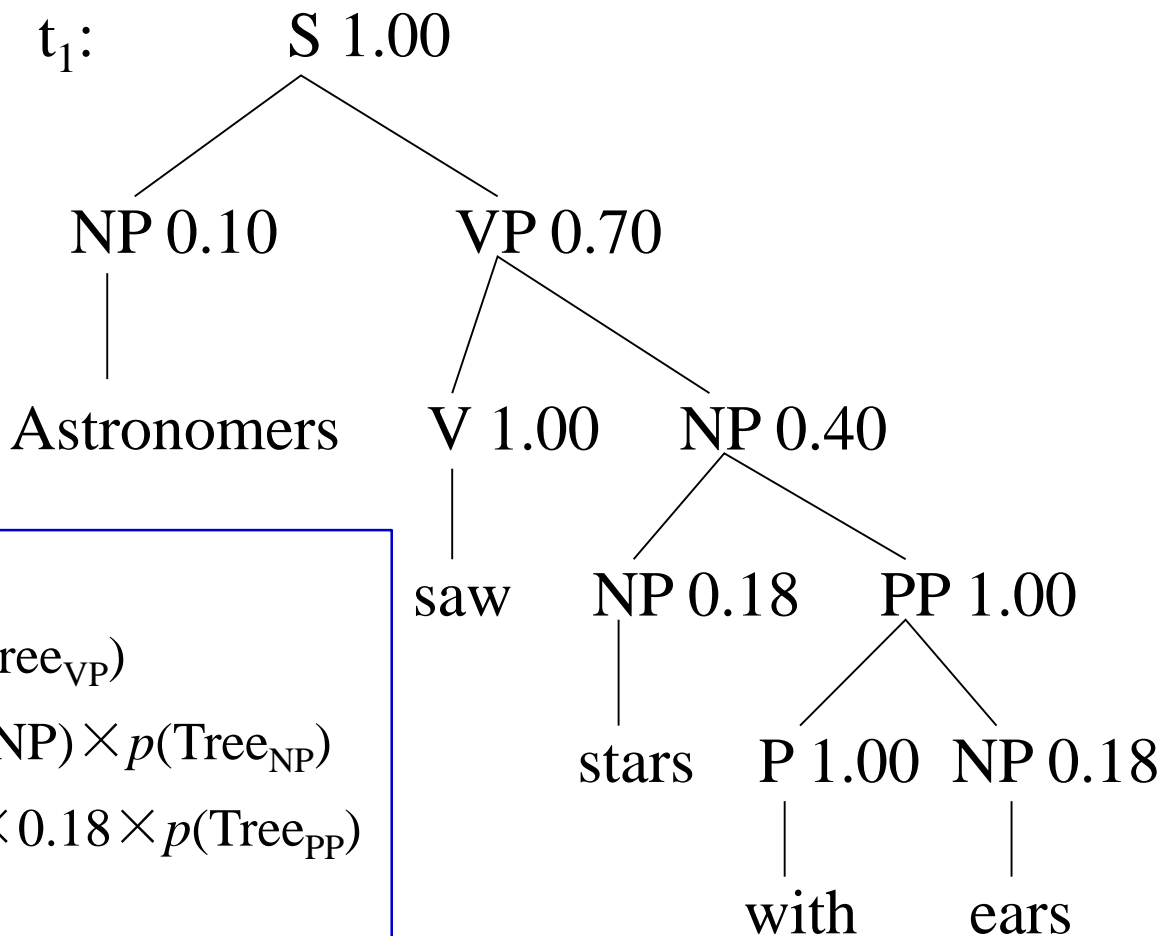 t₁: S 1.00
NP 0.10 VP 0.70
Astronomers V 1.00 NP 0.40
saw NP 0.18 PP 1.00
stars P 1.00 NP 0.18
with ears
ree_VP)
NP)×p(Tree_NP)
×0.18×p(Tree_PP)